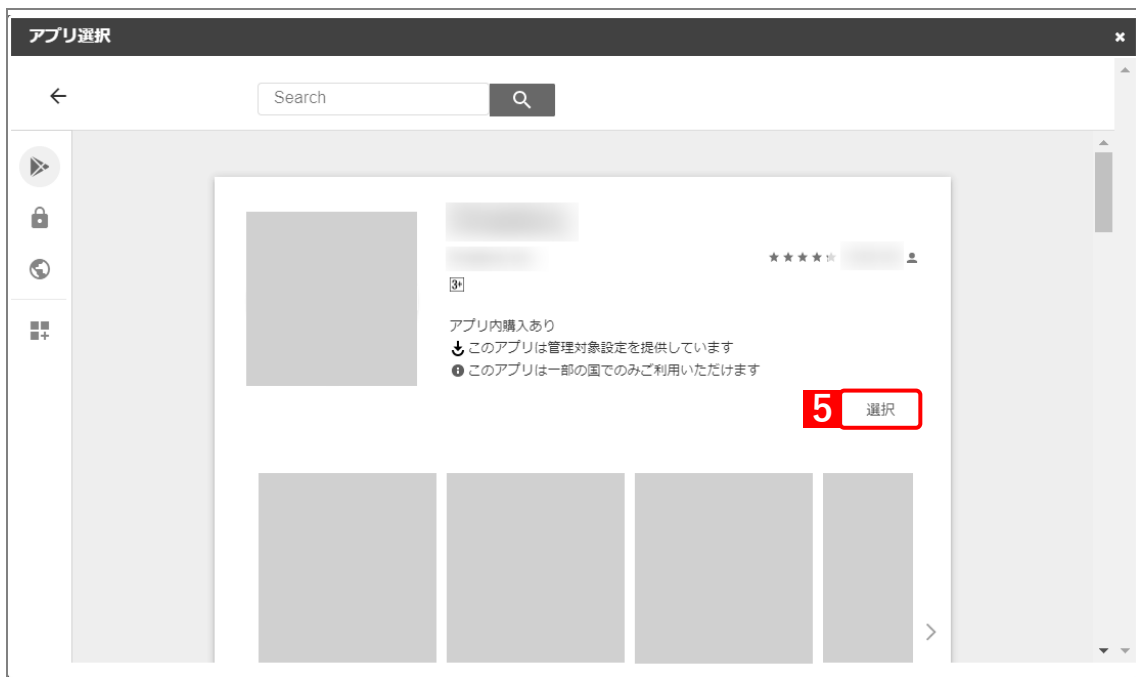 アプリ選択
Search
3+
アプリ内購入あり
このアプリは管理対象設定を提供しています
このアプリは一部の国でのみご利用いただけます
5 選択